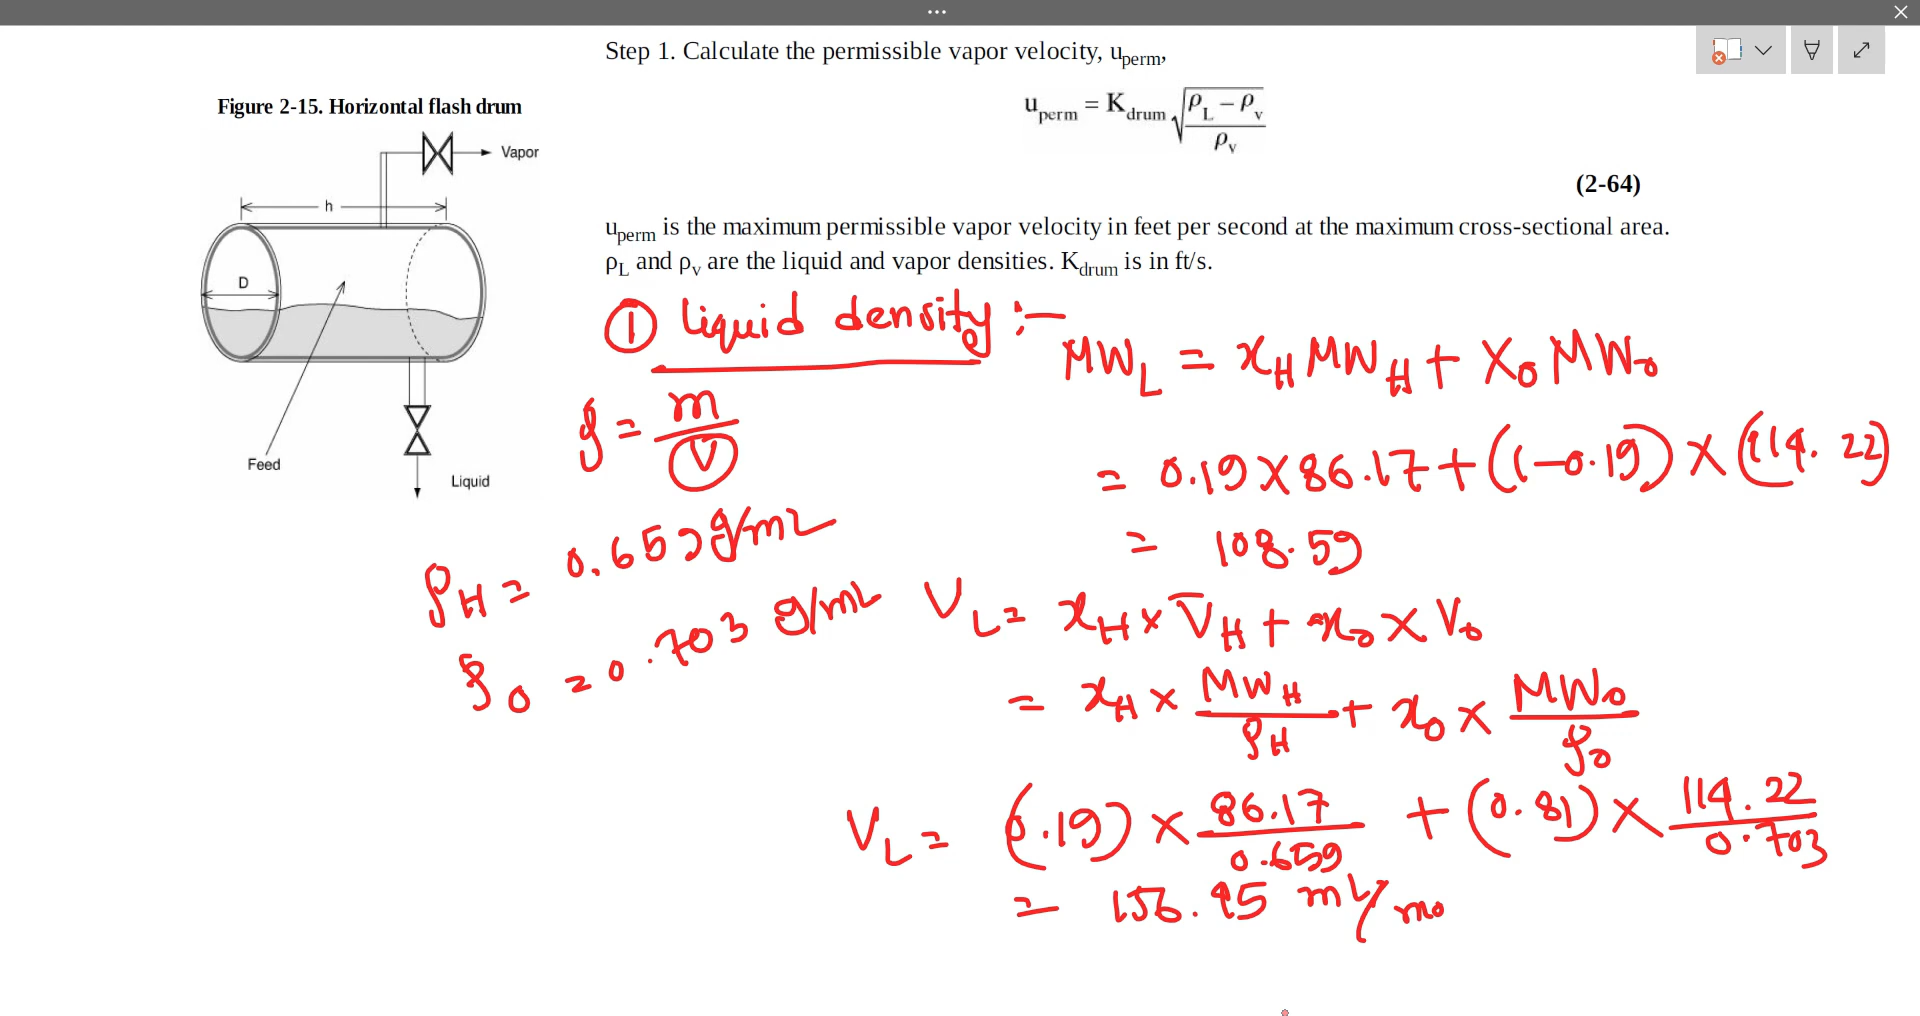 ...
Step 1. Calculate the permissible vapor velocity, uperm,
Figure 2-15. Horizontal flash drum
uperm = Kdrum √((ρL − ρv)/ρv)
Vapor
(2-64)
h
uperm is the maximum permissible vapor velocity in feet per second at the maximum cross-sectional area.
ρL and ρv are the liquid and vapor densities. Kdrum is in ft/s.
D
Feed
Liquid
① liquid density :-
ρ = m/V
MWL = xH MWH + xO MWO
= 0.19 × 86.17 + (1-0.19) × (114.22)
= 108.59
ρH = 0.659 g/mL
ρO = 0.703 g/mL
VL = xH × V̄H + xO × VO
= xH × MWH/ρH + xO × MWO/ρO
VL = (0.19) × 86.17/0.659 + (0.81) × 114.22/0.703
= 156.45 mL/mo